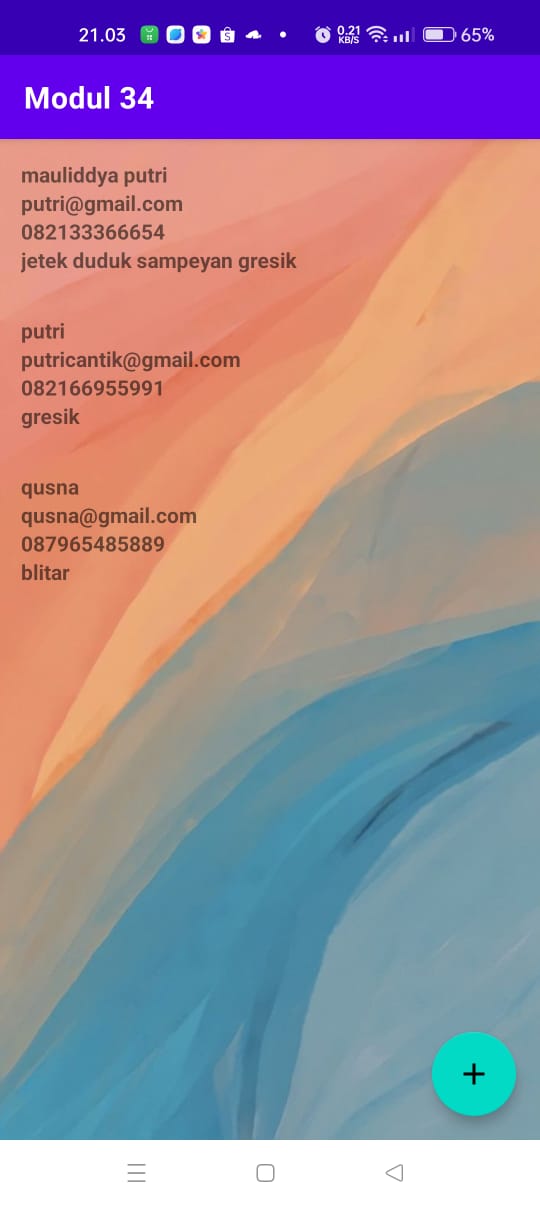 21.03
0.21
KB/S
65%
Modul 34
mauliddya putri
putri@gmail.com
082133366654
jetek duduk sampeyan gresik
putri
putricantik@gmail.com
082166955991
gresik
qusna
qusna@gmail.com
087965485889
blitar